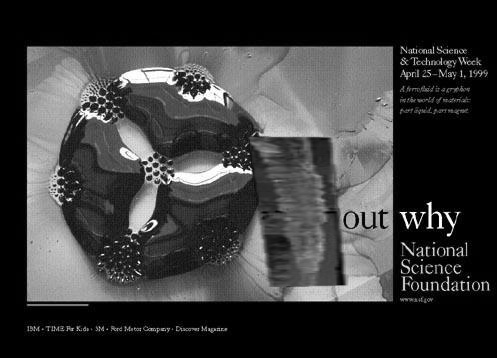 National Science
& Technology Week
April 25–May 1, 1999
A ferrofluid is a gryphon
in the world of materials:
part liquid, part magnet.
out why
National
Science
Foundation
www.nsf.gov
IBM • TIME For Kids • 3M • Ford Motor Company • Discover Magazine